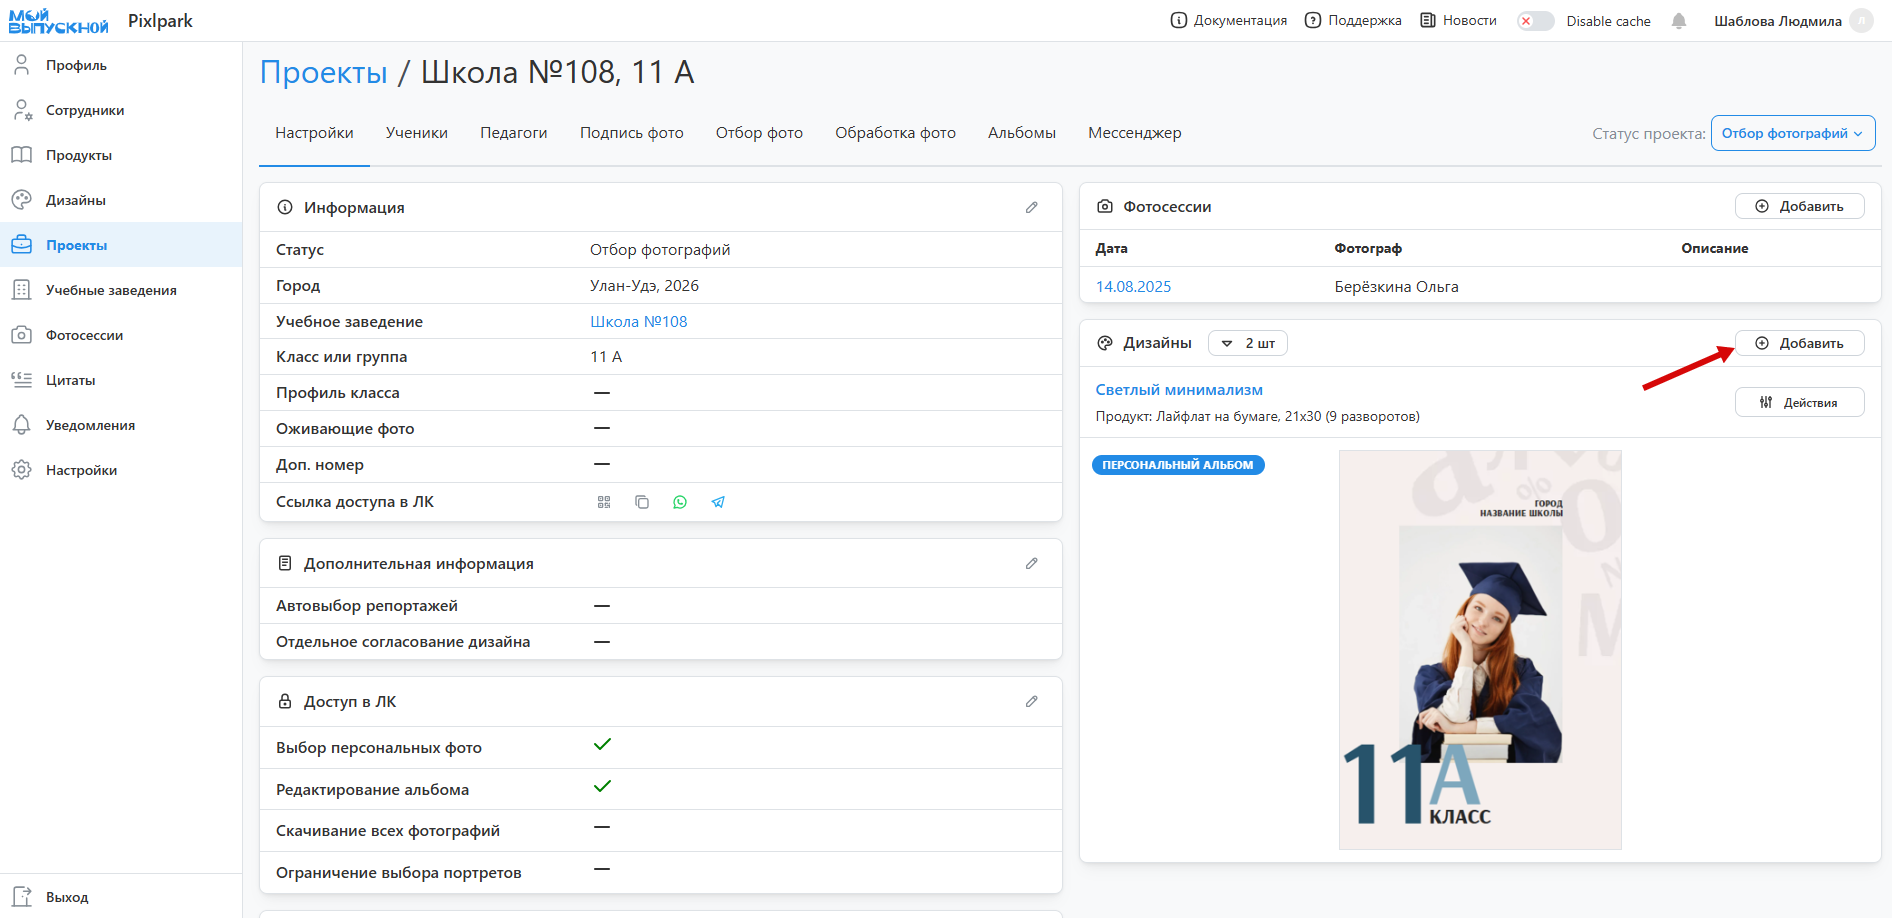 МОЙ ВЫПУСКНОЙ
Pixlpark
Документация
Поддержка
Новости
Disable cache
Шаблова Людмила
Л
Профиль
Сотрудники
Продукты
Дизайны
Проекты
Учебные заведения
Фотосессии
Цитаты
Уведомления
Настройки
Выход
Проекты / Школа №108, 11 А
Настройки
Ученики
Педагоги
Подпись фото
Отбор фото
Обработка фото
Альбомы
Мессенджер
Статус проекта: Отбор фотографий
Информация
Статус Отбор фотографий
Город Улан-Удэ, 2026
Учебное заведение Школа №108
Класс или группа 11 А
Профиль класса —
Оживающие фото —
Доп. номер —
Ссылка доступа в ЛК
Дополнительная информация
Автовыбор репортажей —
Отдельное согласование дизайна —
Доступ в ЛК
Выбор персональных фото
Редактирование альбома
Скачивание всех фотографий —
Ограничение выбора портретов —
Фотосессии
Добавить
Дата Фотограф Описание
14.08.2025 Берёзкина Ольга
Дизайны
2 шт
Добавить
Светлый минимализм
Продукт: Лайфлат на бумаге, 21x30 (9 разворотов)
Действия
ПЕРСОНАЛЬНЫЙ АЛЬБОМ
ГОРОД
НАЗВАНИЕ ШКОЛЫ
11А
КЛАСС